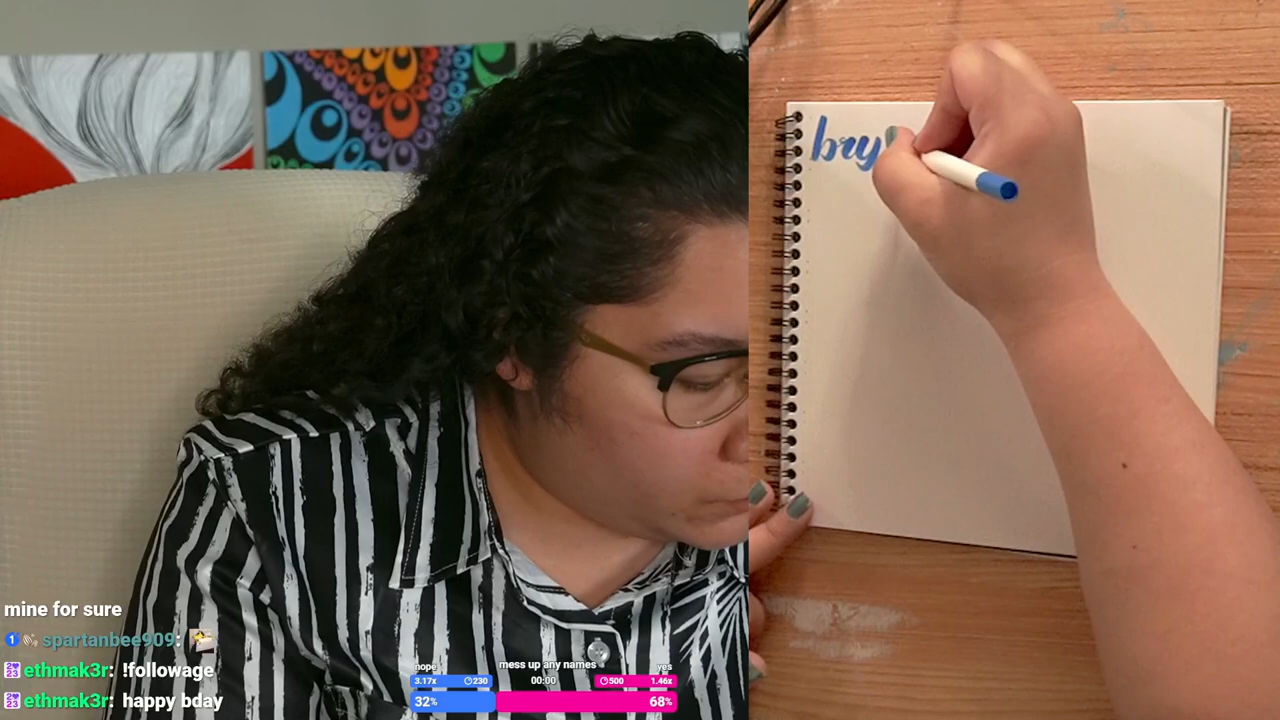 bry
mine for sure
1 spartanbee909:
ethmak3r: !followage
ethmak3r: happy bday
nope mess up any names yes
3.17x 230 00:00 500 1.46x
32% 68%